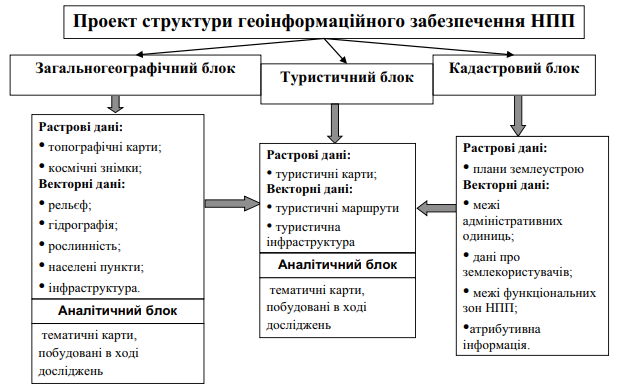 Проект структури геоінформаційного забезпечення НПП
Загальногеографічний блок
Туристичний блок
Кадастровий блок
Растрові дані:
• топографічні карти;
• космічні знімки;
Векторні дані:
• рельєф;
• гідрографія;
• рослинність;
• населені пункти;
• інфраструктура.
Аналітичний блок
тематичні карти,
побудовані в ході
досліджень
Растрові дані:
• туристичні карти;
Векторні дані:
• туристичні маршрути
• туристична
інфраструктура
Аналітичний блок
тематичні карти,
побудовані в ході
досліджень
Растрові дані:
• плани землеустрою
Векторні дані:
• межі
адміністративних
одиниць;
• дані про
землекористувачів;
• межі функціональних
зон НПП;
•атрибутивна
інформація.